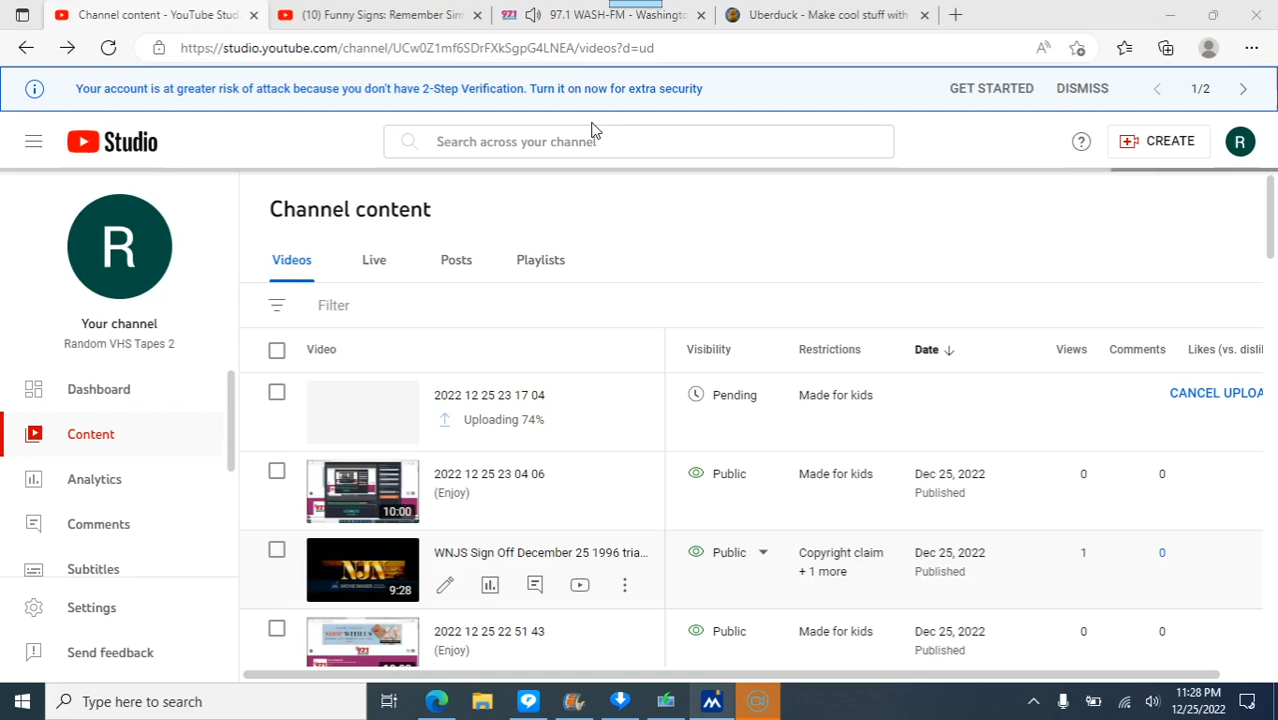 Channel content - YouTube Stud
(10) Funny Signs: Remember Sim
97.1 WASH-FM - Washingto
Uberduck - Make cool stuff with
https://studio.youtube.com/channel/UCw0Z1mf6SDrFXkSgpG4LNEA/videos?d=ud
Your account is at greater risk of attack because you don't have 2-Step Verification. Turn it on now for extra security
GET STARTED
DISMISS
1/2
Studio
Search across your channel
CREATE
R
R
Your channel
Random VHS Tapes 2
Dashboard
Content
Analytics
Comments
Subtitles
Settings
Send feedback
Channel content
Videos Live Posts Playlists
Filter
Video Visibility Restrictions Date Views Comments Likes (vs. disli
2022 12 25 23 17 04 Pending Made for kids CANCEL UPLOA
Uploading 74%
2022 12 25 23 04 06 Public Made for kids Dec 25, 2022 0 0
(Enjoy) Published
10:00
WNJS Sign Off December 25 1996 tria... Public Copyright claim Dec 25, 2022 1 0
+ 1 more Published
NJN
MOVIE MAKER
9:28
2022 12 25 22 51 43 Public Made for kids Dec 25, 2022 0 0
(Enjoy) Published
SHOP WITH US
Type here to search
11:28 PM
12/25/2022